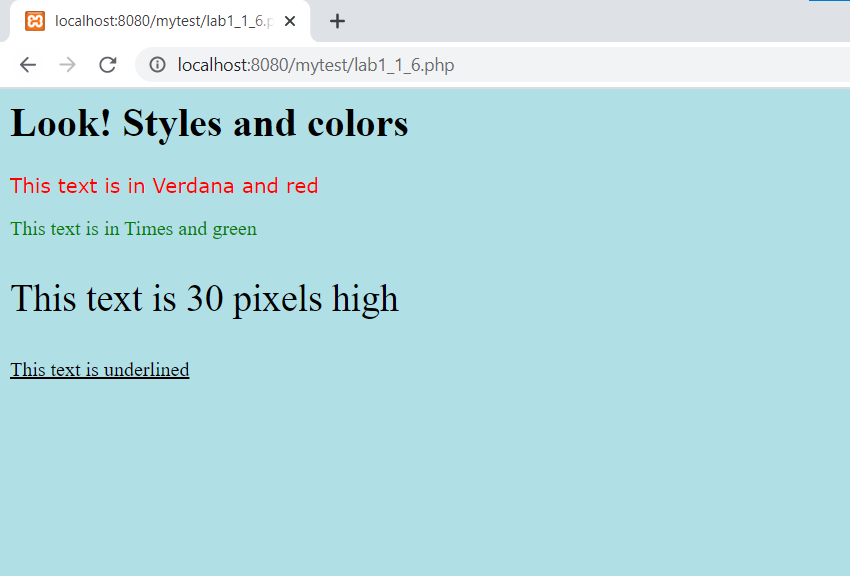 localhost:8080/mytest/lab1_1_6.p
localhost:8080/mytest/lab1_1_6.php
Look! Styles and colors
This text is in Verdana and red
This text is in Times and green
This text is 30 pixels high
This text is underlined